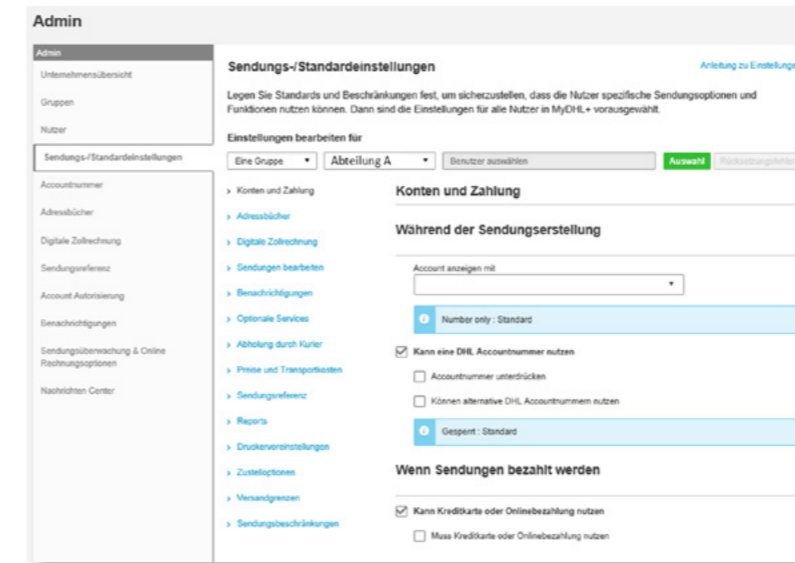 Admin
Admin
Unternehmensübersicht
Gruppen
Nutzer
Sendungs-/Standardeinstellungen
Accountnummer
Adressbücher
Digitale Zollrechnung
Sendungsreferenz
Account Autorisierung
Benachrichtigungen
Sendungsüberwachung & Online
Rechnungsoptionen
Nachrichten Center
Sendungs-/Standardeinstellungen
Anleitung zu Einstellunge
Legen Sie Standards und Beschränkungen fest, um sicherzustellen, dass die Nutzer spezifische Sendungsoptionen und
Funktionen nutzen können. Dann sind die Einstellungen für alle Nutzer in MyDHL+ vorausgewählt.
Einstellungen bearbeiten für
Eine Gruppe Abteilung A Benutzer auswählen Auswahl
Konten und Zahlung
Adressbücher
Digitale Zollrechnung
Sendungen bearbeiten
Benachrichtigungen
Optionale Services
Abholung durch Kurier
Preise und Transportkosten
Sendungsreferenz
Reports
Druckervoreinstellungen
Zustelloptionen
Versandgrenzen
Sendungsbeschränkungen
Konten und Zahlung
Während der Sendungserstellung
Account anzeigen mit
Number only : Standard
Kann eine DHL Accountnummer nutzen
Accountnummer unterdrücken
Können alternative DHL Accountnummern nutzen
Gesperrt : Standard
Wenn Sendungen bezahlt werden
Kann Kreditkarte oder Onlinebezahlung nutzen
Muss Kreditkarte oder Onlinebezahlung nutzen